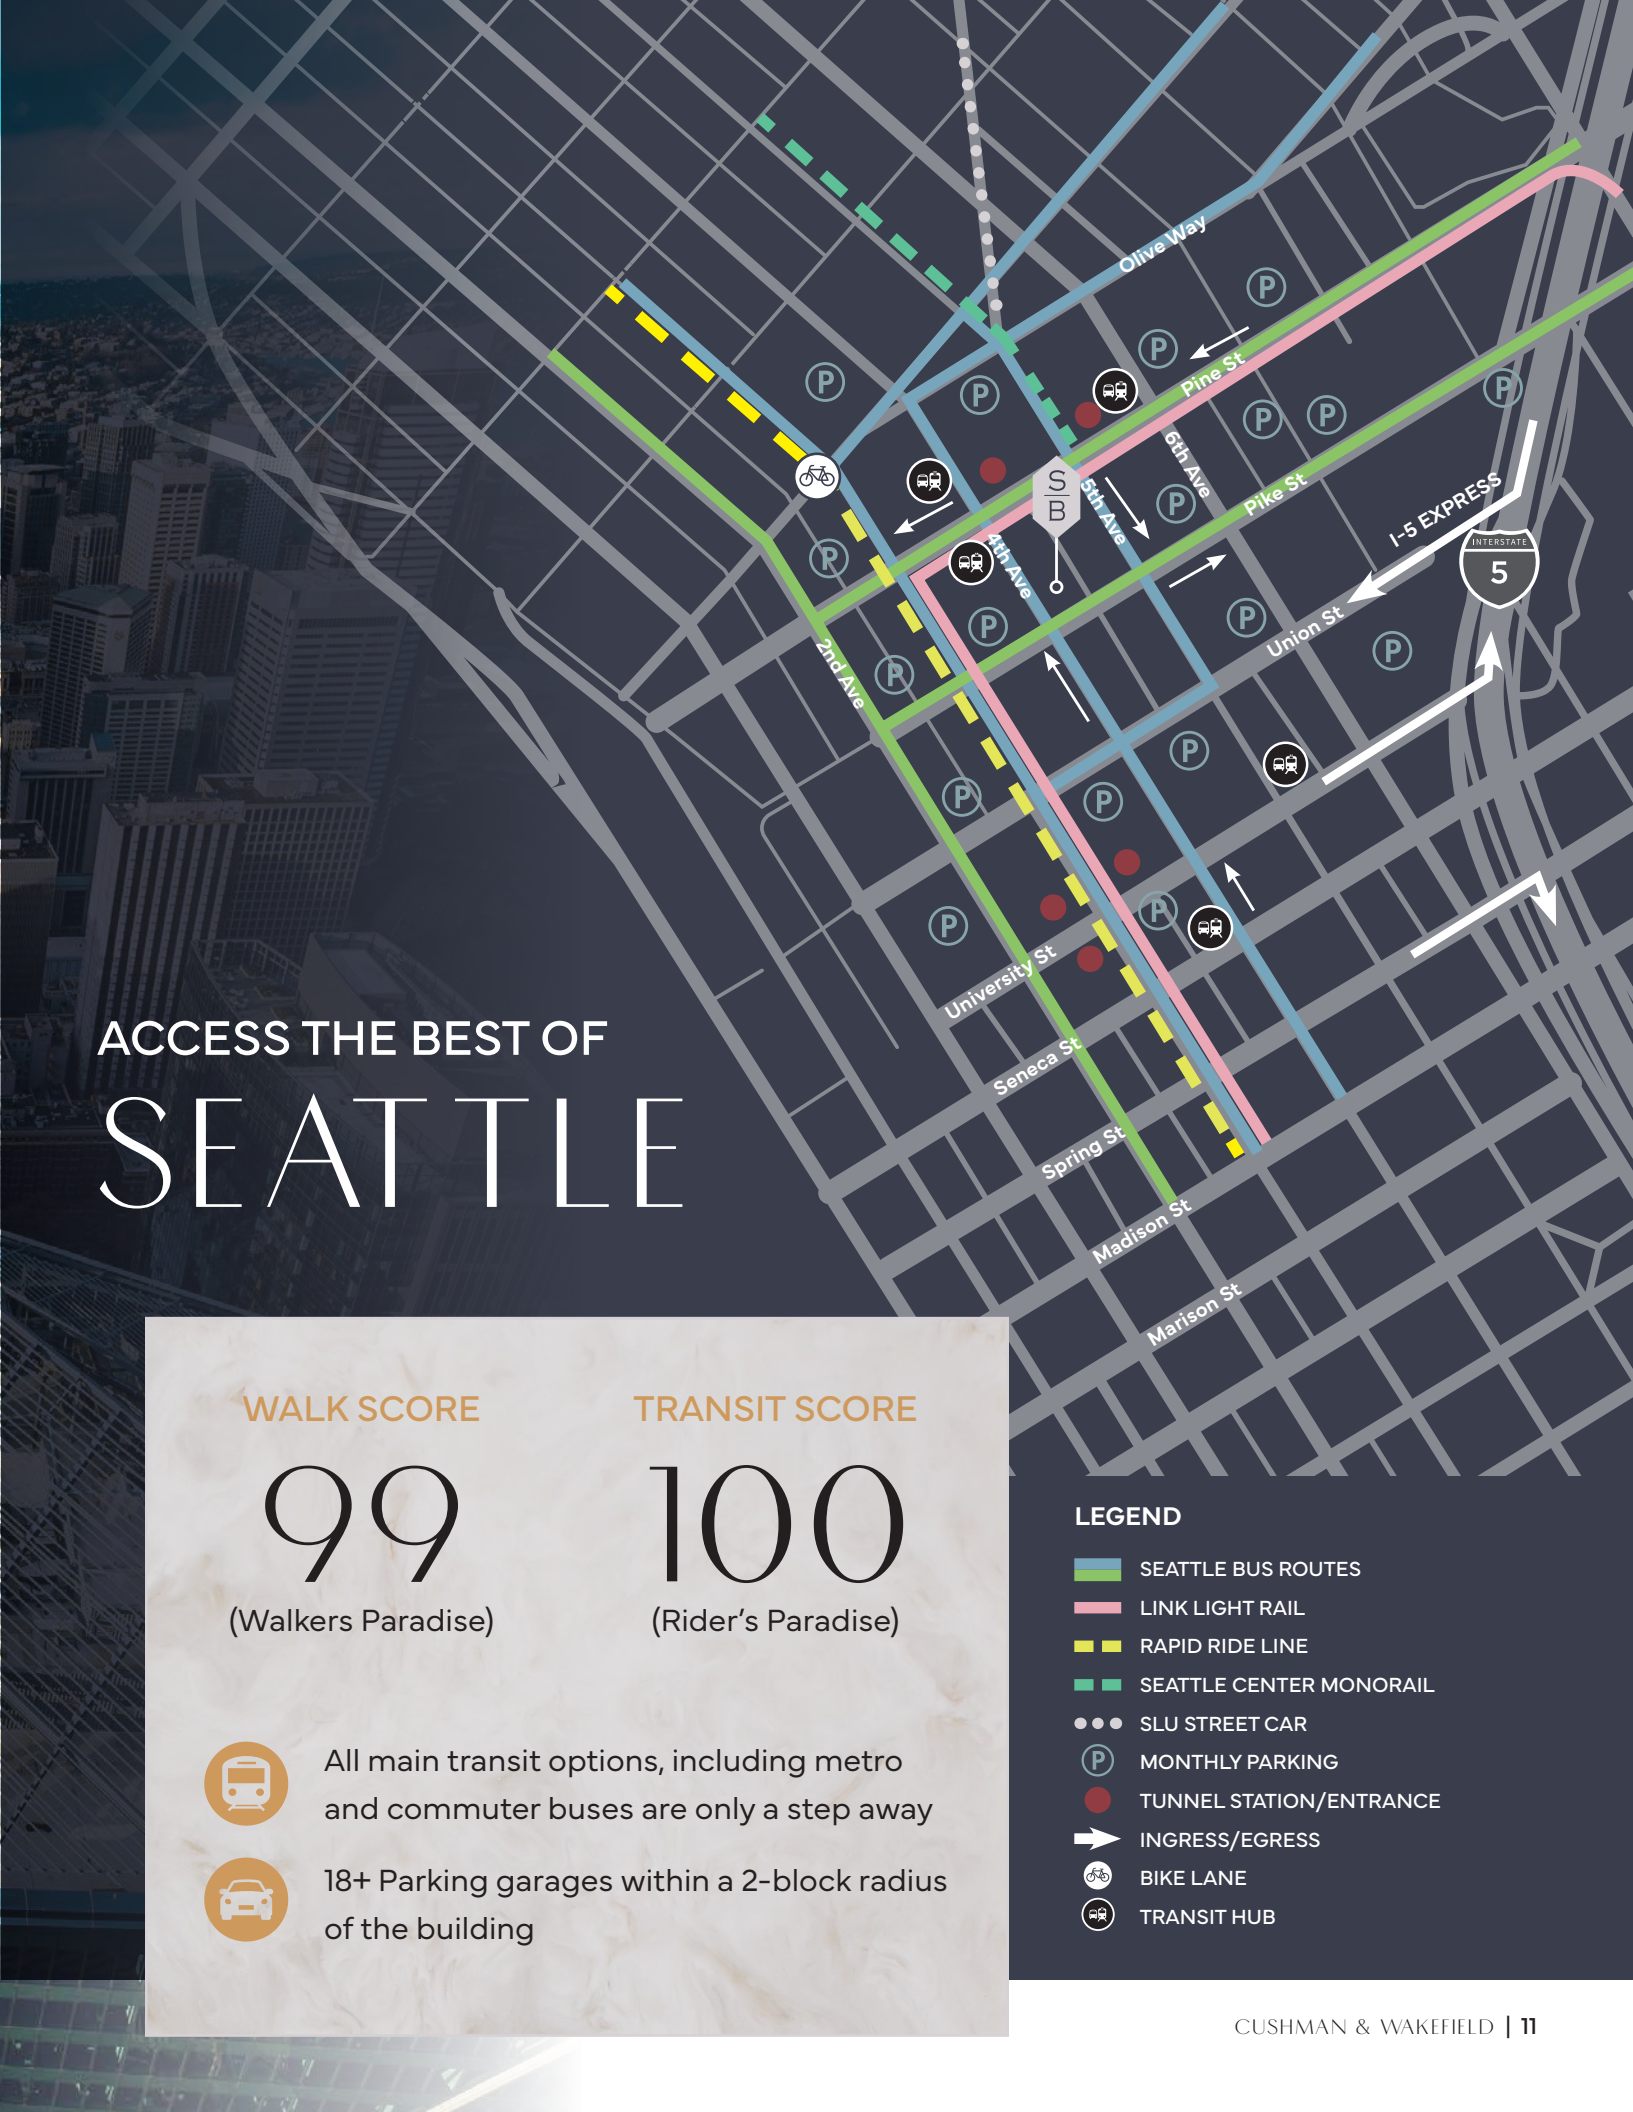 Olive Way
P
P
Pine St
P
P
P
P
P
P
6th Ave
S
B
5th Ave
P
Pike St
I-5 EXPRESS
INTERSTATE
5
P
4th Ave
P
P
Union St
P
2nd Ave
P
P
P
P
P
P
University St
Seneca St
Spring St
Madison St
Marison St
ACCESS THE BEST OF
SEATTLE
WALK SCORE
99
(Walkers Paradise)
TRANSIT SCORE
100
(Rider's Paradise)
All main transit options, including metro
and commuter buses are only a step away
18+ Parking garages within a 2-block radius
of the building
LEGEND
SEATTLE BUS ROUTES
LINK LIGHT RAIL
RAPID RIDE LINE
SEATTLE CENTER MONORAIL
SLU STREET CAR
P MONTHLY PARKING
TUNNEL STATION/ENTRANCE
INGRESS/EGRESS
BIKE LANE
TRANSIT HUB
CUSHMAN & WAKEFIELD | 11